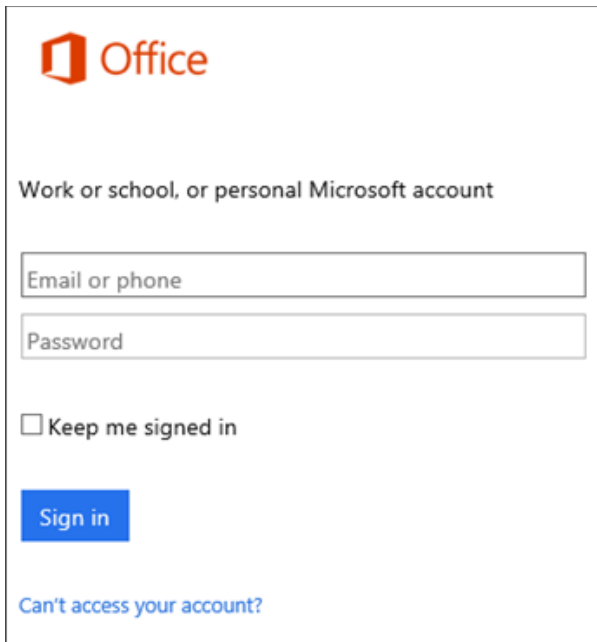 Office
Work or school, or personal Microsoft account
Email or phone
Password
Keep me signed in
Sign in
Can't access your account?